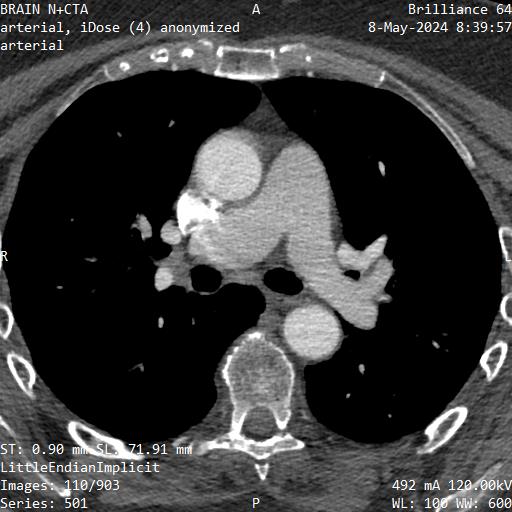 BRAIN N+CTA
A
Brilliance 64
arterial, iDose (4) anonymized
8-May-2024 8:39:57
arterial
R
L
ST: 0.90 mm SL: 71.91 mm
LittleEndianImplicit
Images: 110/903
492 mA 120.00kV
Series: 501
P
WL: 100 WW: 600